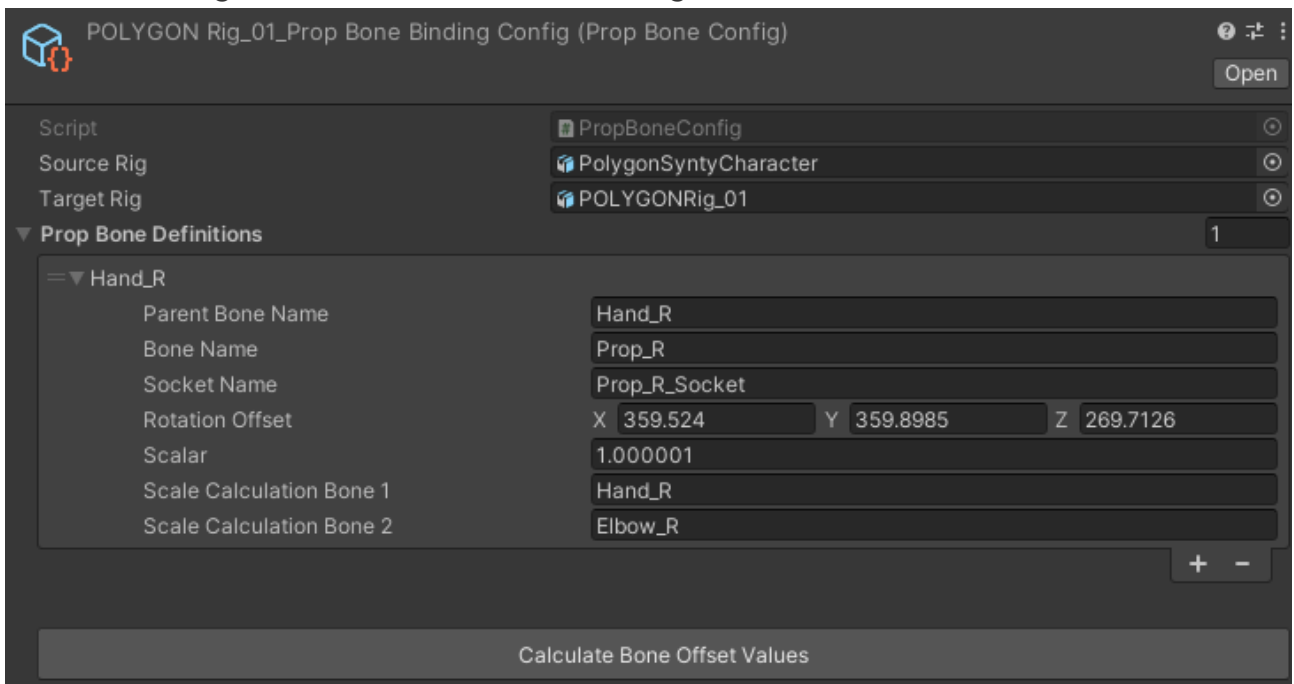 POLYGON Rig_01_Prop Bone Binding Config (Prop Bone Config)
Open
Script PropBoneConfig
Source Rig PolygonSyntyCharacter
Target Rig POLYGONRig_01
Prop Bone Definitions 1
Hand_R
Parent Bone Name Hand_R
Bone Name Prop_R
Socket Name Prop_R_Socket
Rotation Offset X 359.524 Y 359.8985 Z 269.7126
Scalar 1.000001
Scale Calculation Bone 1 Hand_R
Scale Calculation Bone 2 Elbow_R
+ -
Calculate Bone Offset Values